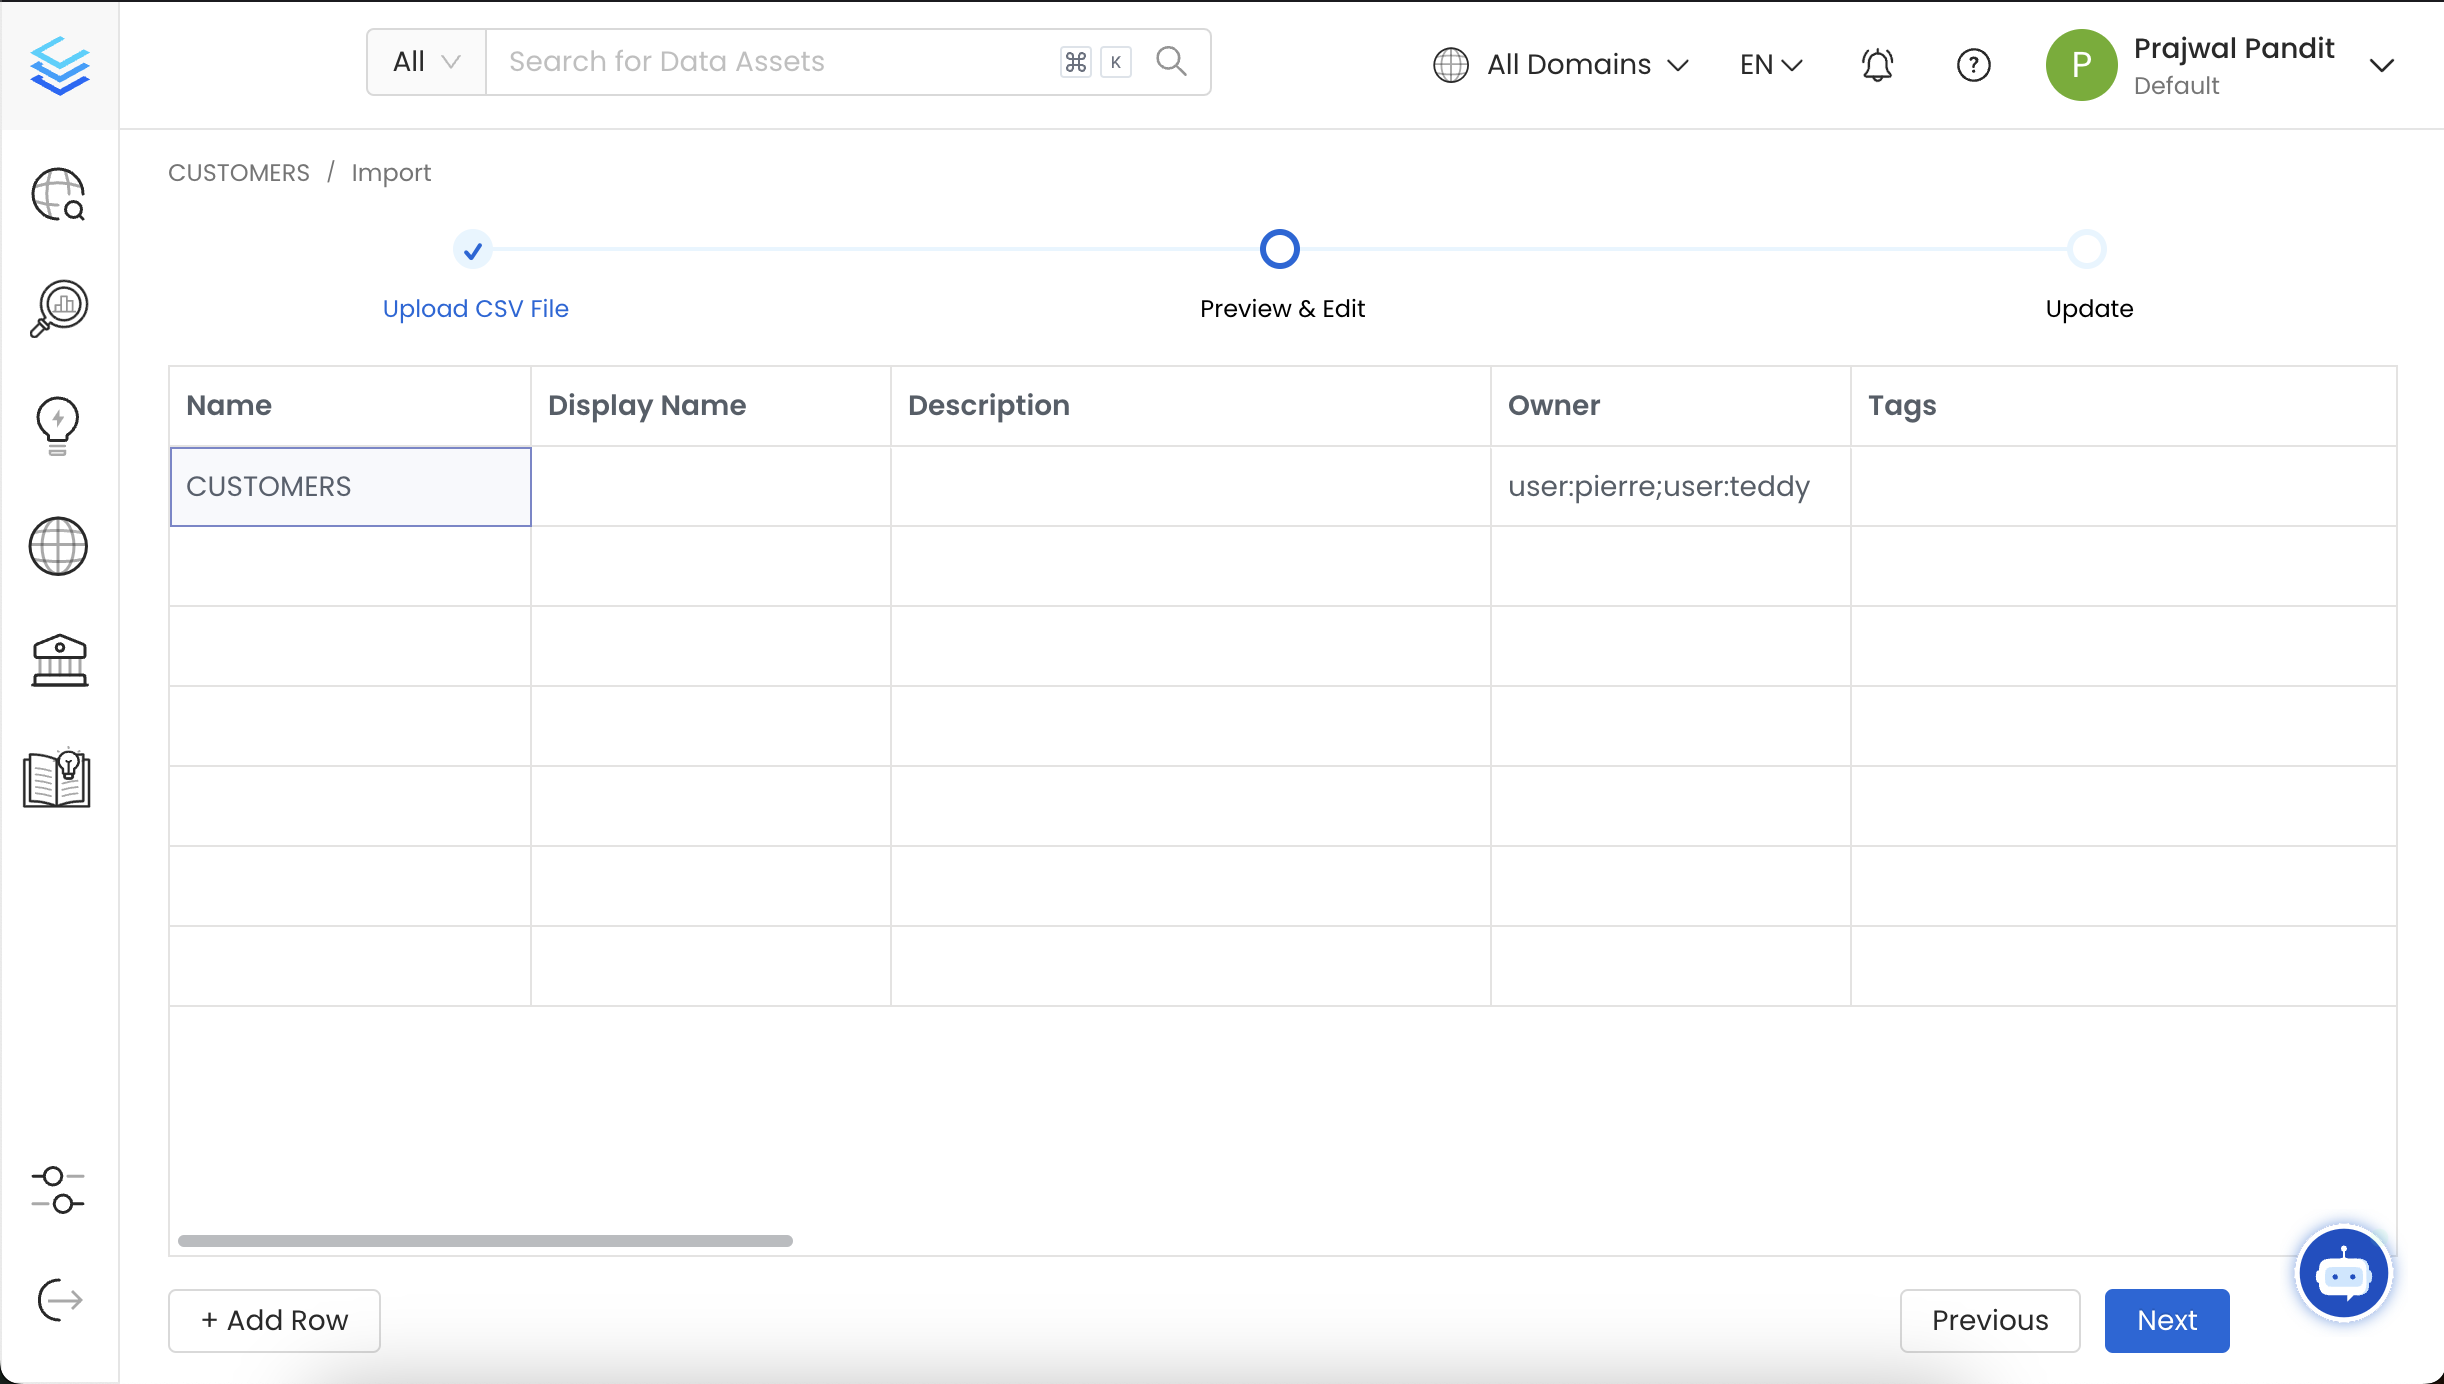 All
Search for Data Assets
⌘ K
All Domains
EN
?
P
Prajwal Pandit
Default
CUSTOMERS / Import
Upload CSV File
Preview & Edit
Update
Name Display Name Description Owner Tags
CUSTOMERS user:pierre;user:teddy
+ Add Row
Previous
Next